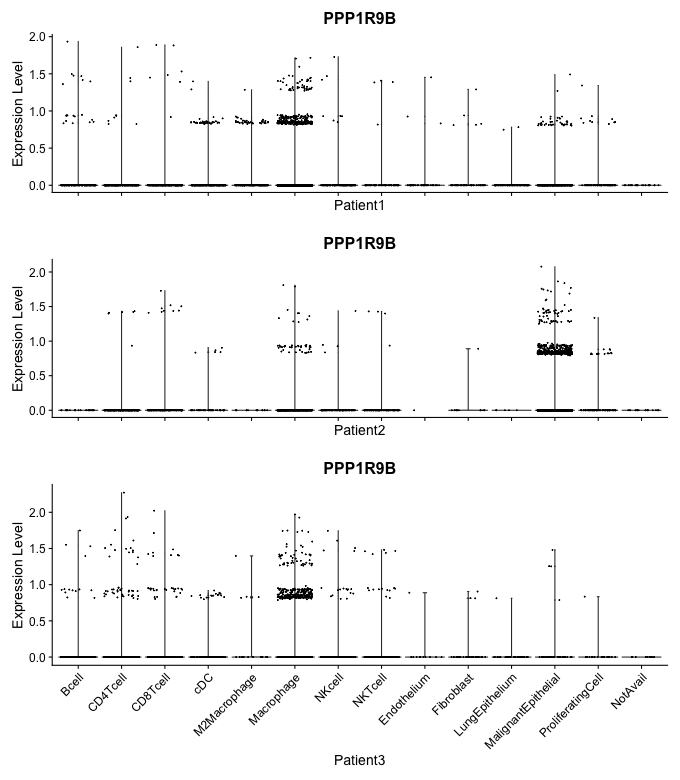 PPP1R9B
Expression Level
2.0
1.5
1.0
0.5
0.0
Patient1
PPP1R9B
Expression Level
2.0
1.5
1.0
0.5
0.0
Patient2
PPP1R9B
Expression Level
2.0
1.5
1.0
0.5
0.0
Bcell
CD4Tcell
CD8Tcell
cDC
M2Macrophage
Macrophage
NKcell
NKTcell
Endothelium
Fibroblast
LungEpithelium
MalignantEpithelial
ProliferatingCell
NotAvail
Patient3